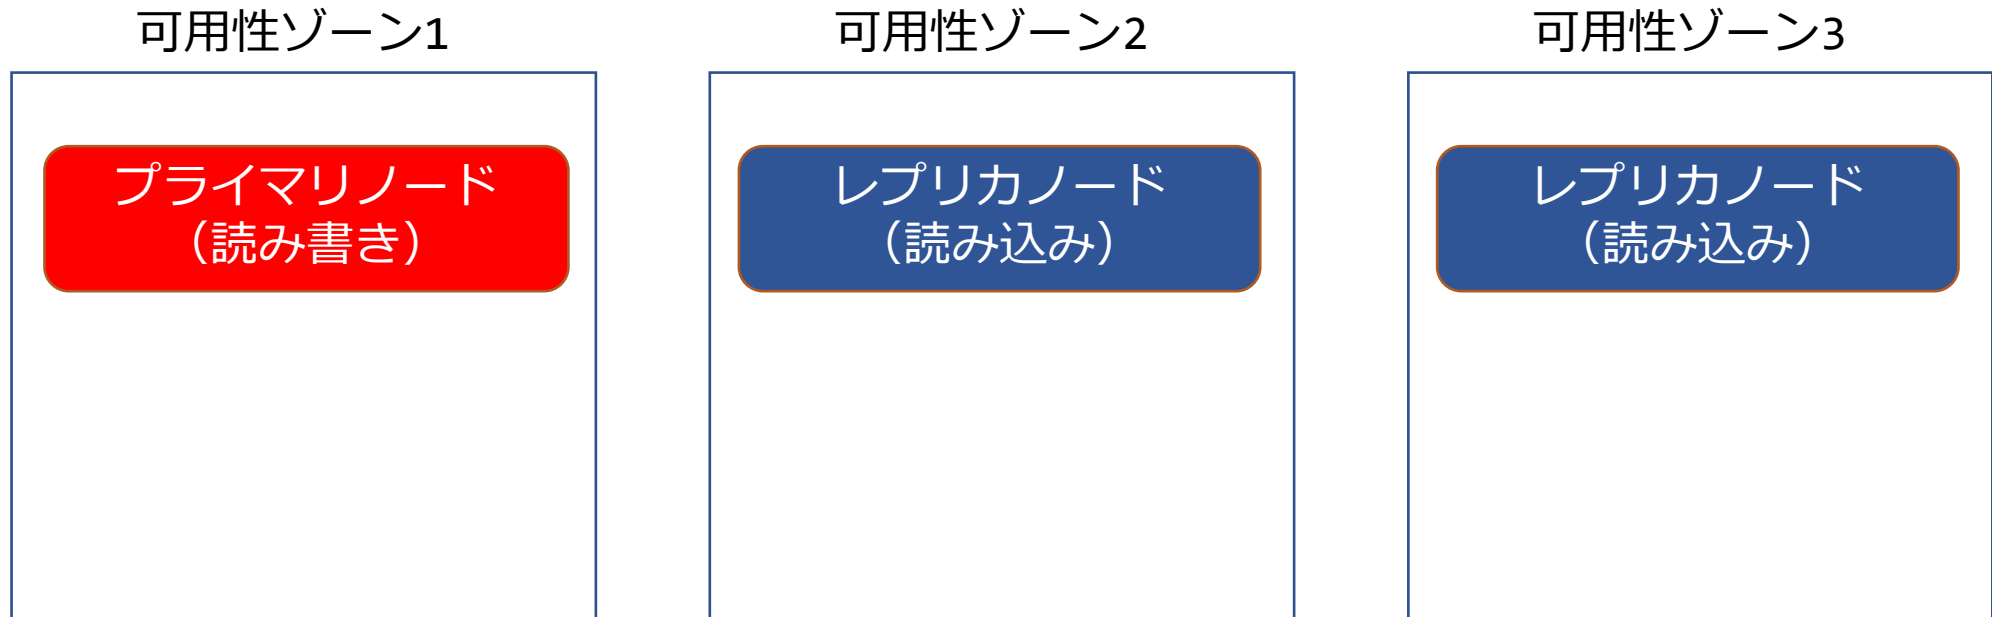 可用性ゾーン1
可用性ゾーン2
可用性ゾーン3
プライマリノード
（読み書き）
レプリカノード
（読み込み）
レプリカノード
（読み込み）